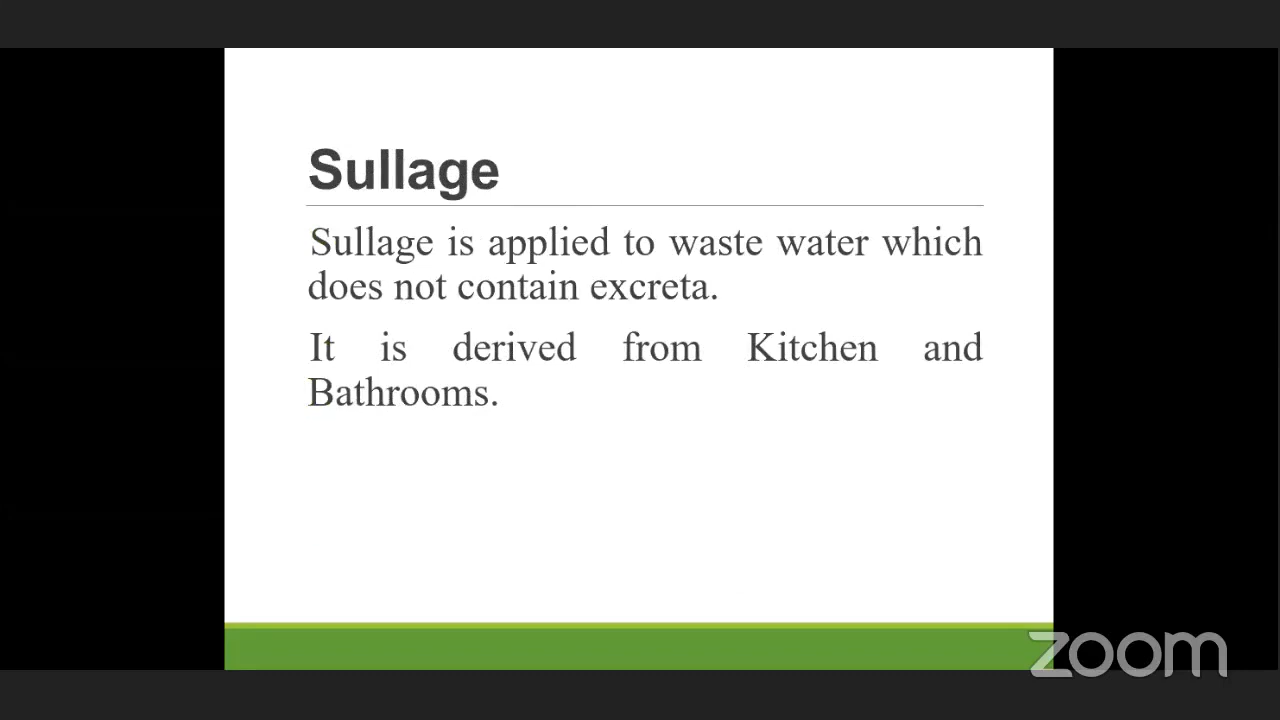 Sullage
Sullage is applied to waste water which
does not contain excreta.
It is derived from Kitchen and
Bathrooms.
zoom